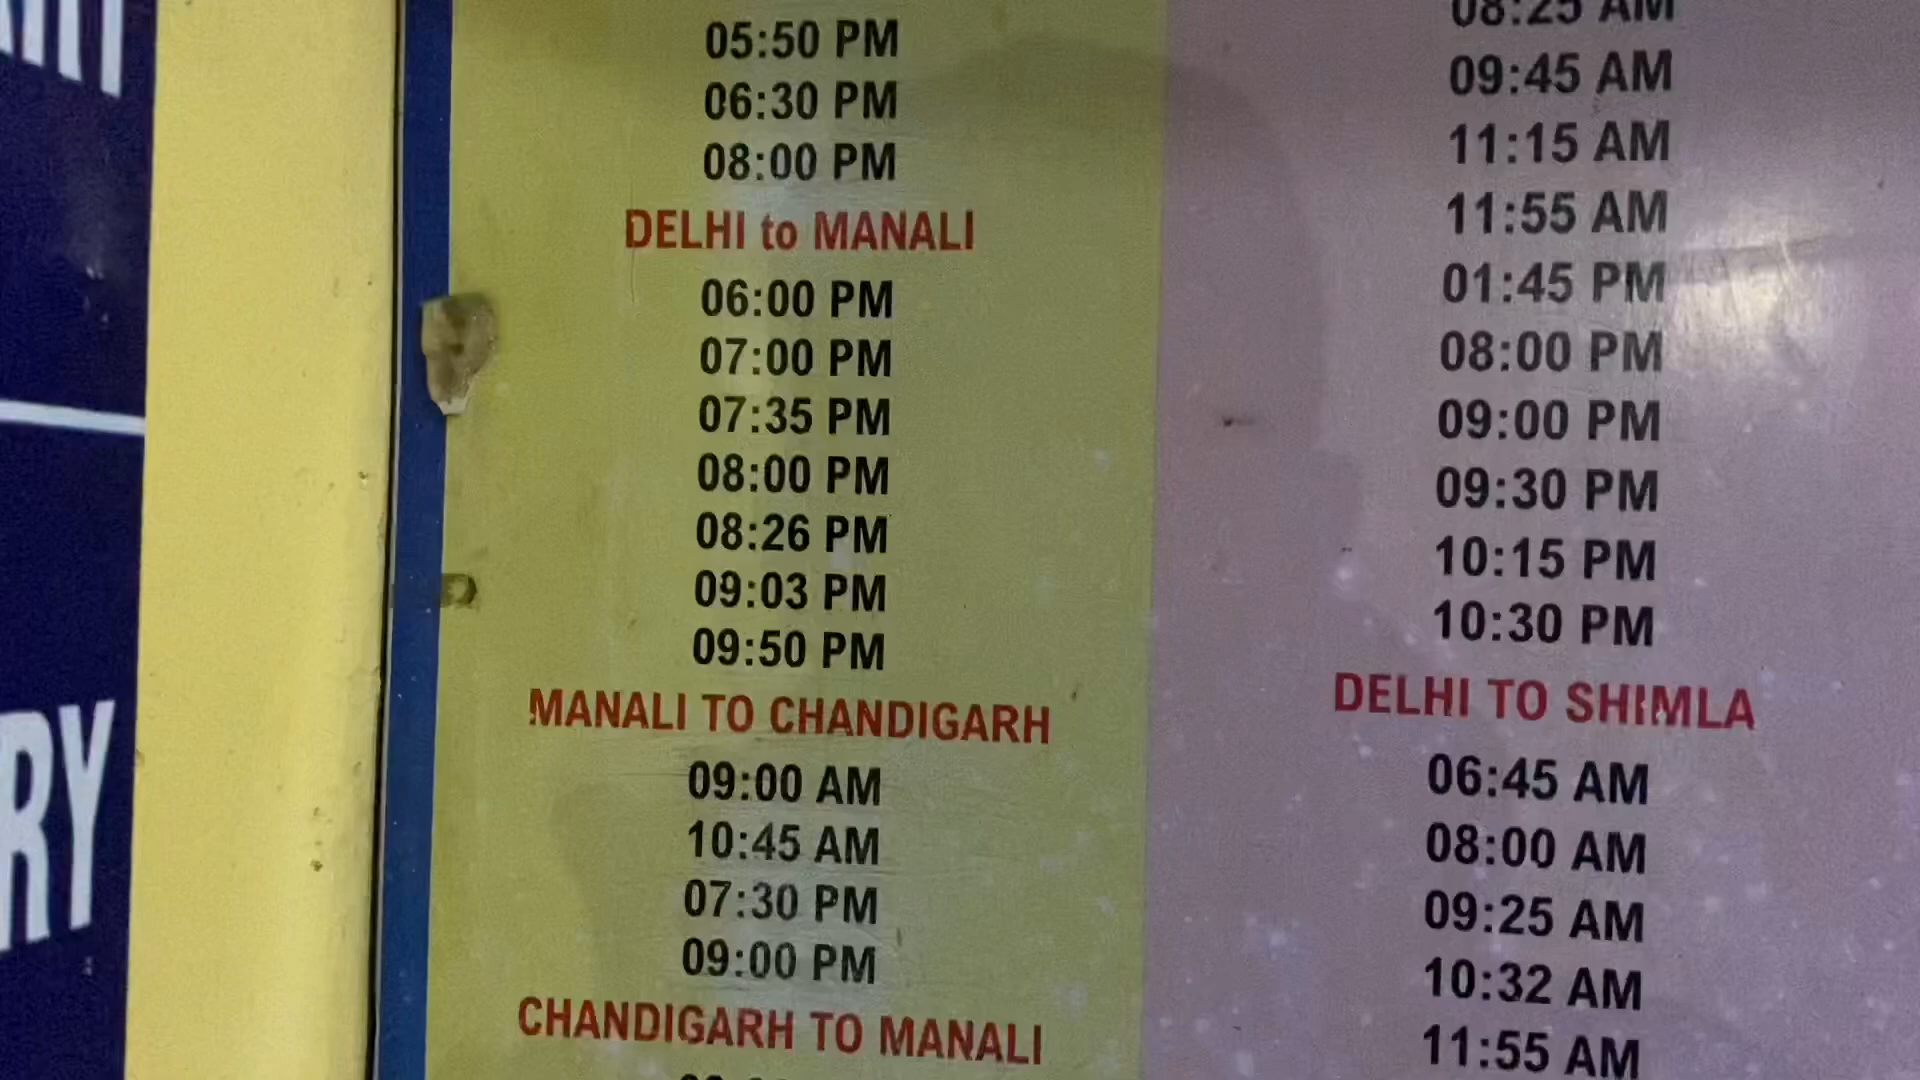 05:50 PM
06:30 PM
08:00 PM
DELHI to MANALI
06:00 PM
07:00 PM
07:35 PM
08:00 PM
08:26 PM
09:03 PM
09:50 PM
MANALI TO CHANDIGARH
09:00 AM
10:45 AM
07:30 PM
09:00 PM
CHANDIGARH TO MANALI
08:25 AM
09:45 AM
11:15 AM
11:55 AM
01:45 PM
08:00 PM
09:00 PM
09:30 PM
10:15 PM
10:30 PM
DELHI TO SHIMLA
06:45 AM
08:00 AM
09:25 AM
10:32 AM
11:55 AM